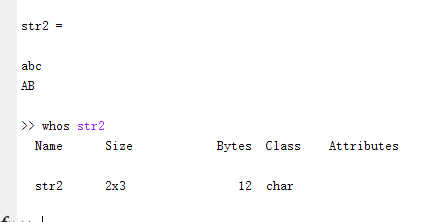 str2 =
abc
AB
>> whos str2
Name Size Bytes Class Attributes
str2 2x3 12 char